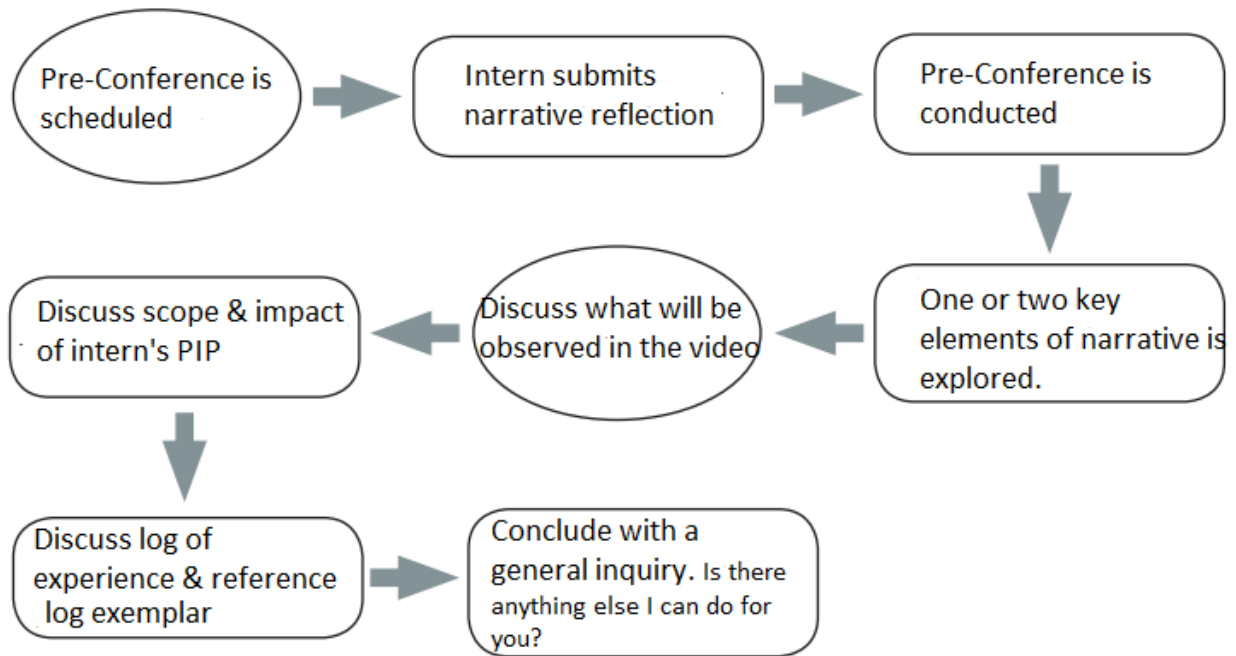 Pre-Conference is
scheduled
Intern submits
narrative reflection
Pre-Conference is
conducted
One or two key
elements of narrative is
explored.
Discuss what will be
observed in the video
Discuss scope & impact
of intern's PIP
Discuss log of
experience & reference
log exemplar
Conclude with a
general inquiry. Is there
anything else I can do for
you?